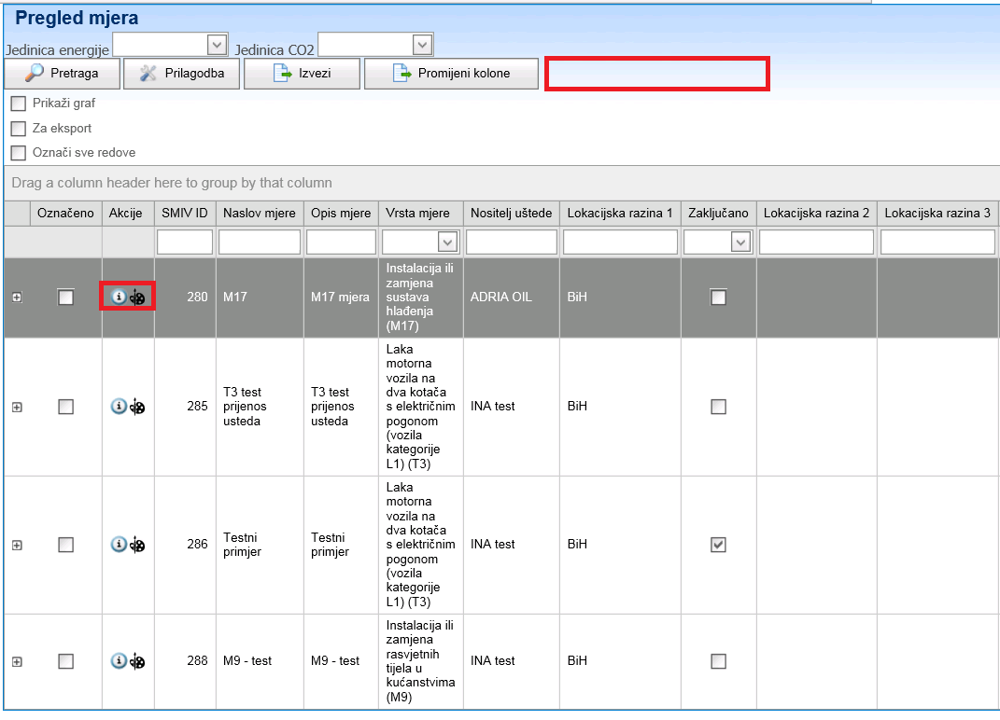 Pregled mjera
Jedinica energije Jedinica CO2
Pretraga Prilagodba Izvezi Promijeni kolone
Prikaži graf
Za eksport
Označi sve redove
Drag a column header here to group by that column
Označeno Akcije SMIV ID Naslov mjere Opis mjere Vrsta mjere Nositelj uštede Lokacijska razina 1 Zaključano Lokacijska razina 2 Lokacijska razina 3
280 M17 M17 mjera
Instalacija ili
zamjena
sustava
hlađenja
(M17)
ADRIA OIL BiH
285
T3 test
prijenos
usteda
T3 test
prijenos
usteda
Laka
motorna
vozila na
dva kotača
s električnim
pogonom
(vozila
kategorije
L1) (T3)
INA test BiH
286
Testni
primjer
Testni
primjer
Laka
motorna
vozila na
dva kotača
s električnim
pogonom
(vozila
kategorije
L1) (T3)
INA test BiH
288 M9 - test M9 - test
Instalacija ili
zamjena
rasvjetnih
tijela u
kućanstvima
(M9)
INA test BiH